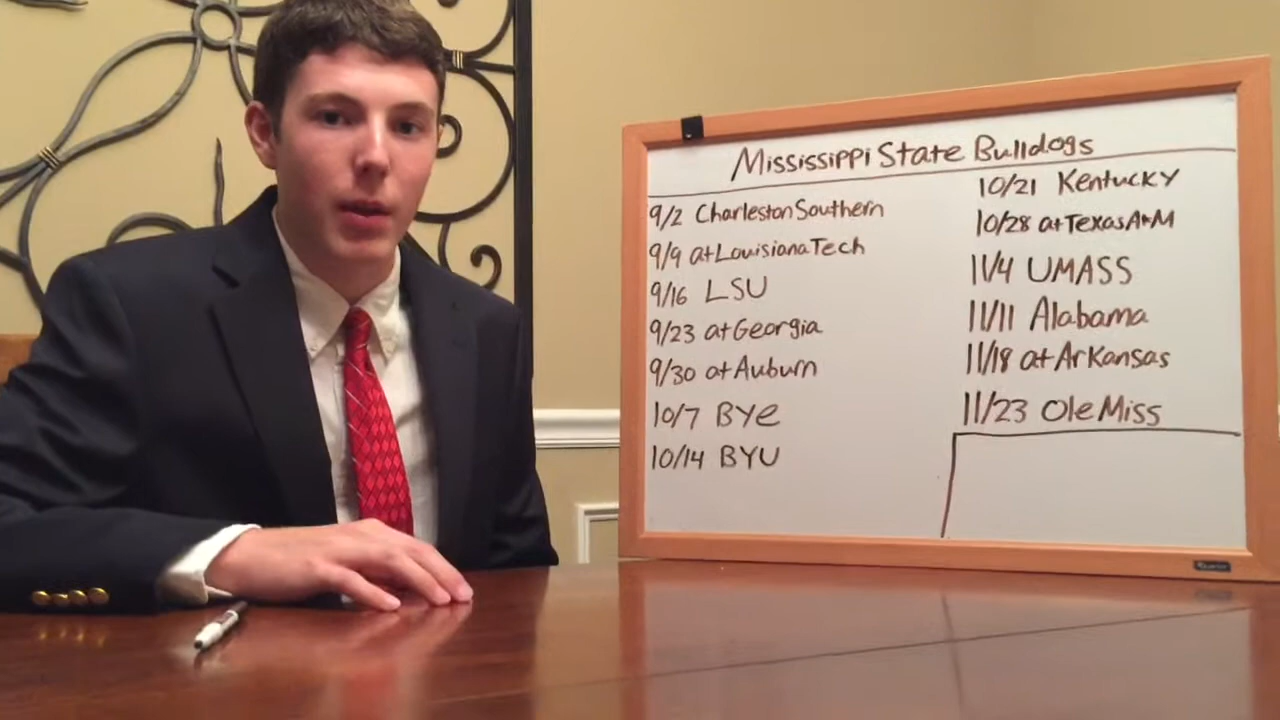 Mississippi State Bulldogs
9/2 Charleston Southern
9/9 at Louisiana Tech
9/16 LSU
9/23 at Georgia
9/30 at Auburn
10/7 BYe
10/14 BYU
10/21 Kentucky
10/28 at Texas A+M
11/4 UMASS
11/11 Alabama
11/18 at Arkansas
11/23 Ole Miss